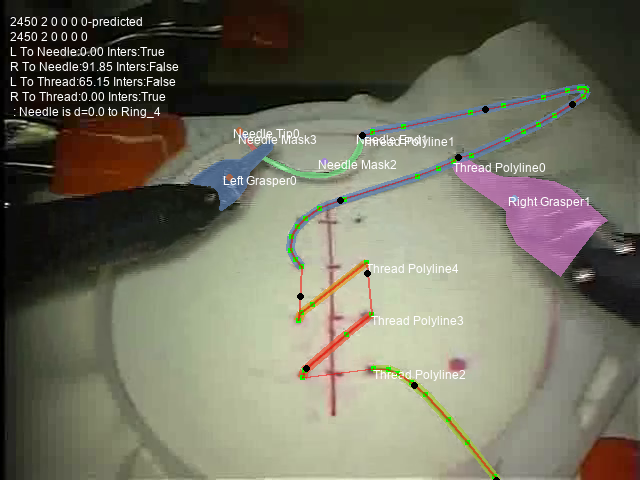 2450 2 0 0 0 0-predicted
2450 2 0 0 0 0
L To Needle:0.00 Inters:True
R To Needle:91.85 Inters:False
L To Thread:65.15 Inters:False
R To Thread:0.00 Inters:True
: Needle is d=0.0 to Ring_4
Needle Tip0
Needle Mask3
Needle End1
Thread Polyline1
Needle Mask2
Thread Polyline0
Left Grasper0
Right Grasper1
Thread Polyline4
Thread Polyline3
Thread Polyline2